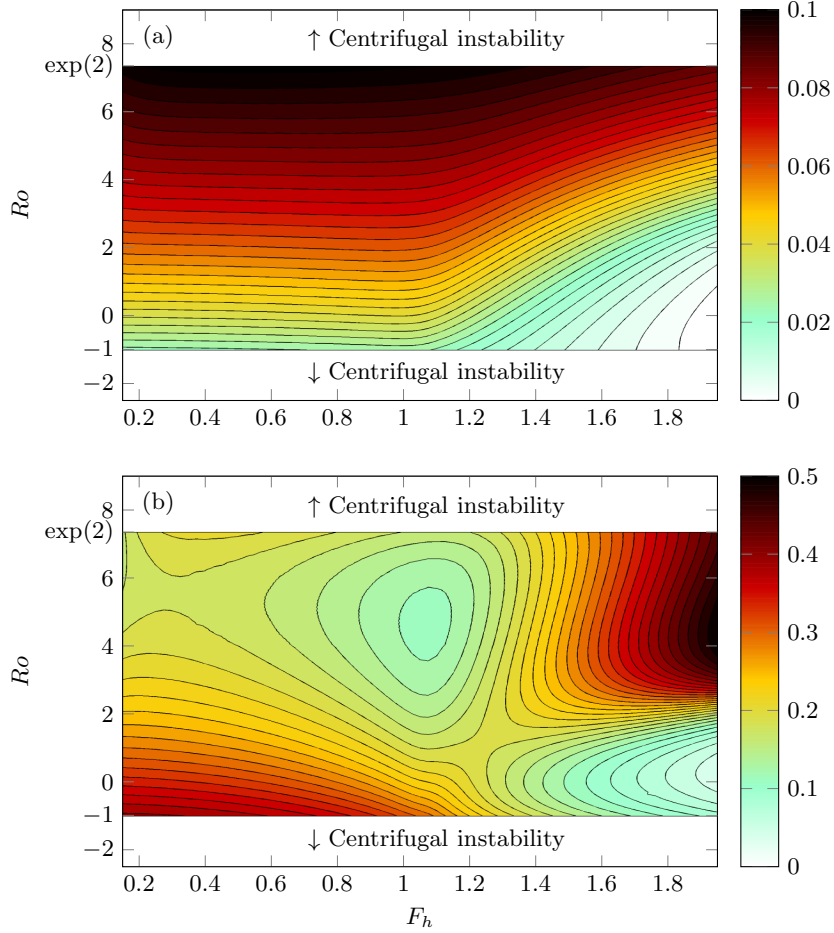 (a)
↑ Centrifugal instability
8
exp(2)
6
4
2
0
−1
−2
Ro
↓ Centrifugal instability
0.2 0.4 0.6 0.8 1 1.2 1.4 1.6 1.8
0.1
0.08
0.06
0.04
0.02
0
(b)
↑ Centrifugal instability
8
exp(2)
6
4
2
0
−1
−2
Ro
↓ Centrifugal instability
0.2 0.4 0.6 0.8 1 1.2 1.4 1.6 1.8
F_h
0.5
0.4
0.3
0.2
0.1
0